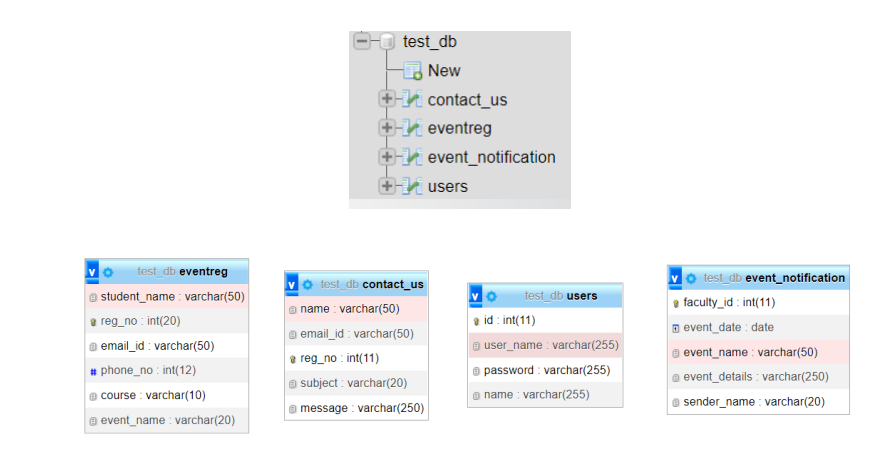 test_db
New
contact_us
eventreg
event_notification
users
v test_db eventreg
student_name : varchar(50)
reg_no : int(20)
email_id : varchar(50)
# phone_no : int(12)
course : varchar(10)
event_name : varchar(20)
v test_db contact_us
name : varchar(50)
email_id : varchar(50)
reg_no : int(11)
subject : varchar(20)
message : varchar(250)
v test_db users
id : int(11)
user_name : varchar(255)
password : varchar(255)
name : varchar(255)
v test_db event_notification
faculty_id : int(11)
event_date : date
event_name : varchar(50)
event_details : varchar(250)
sender_name : varchar(20)